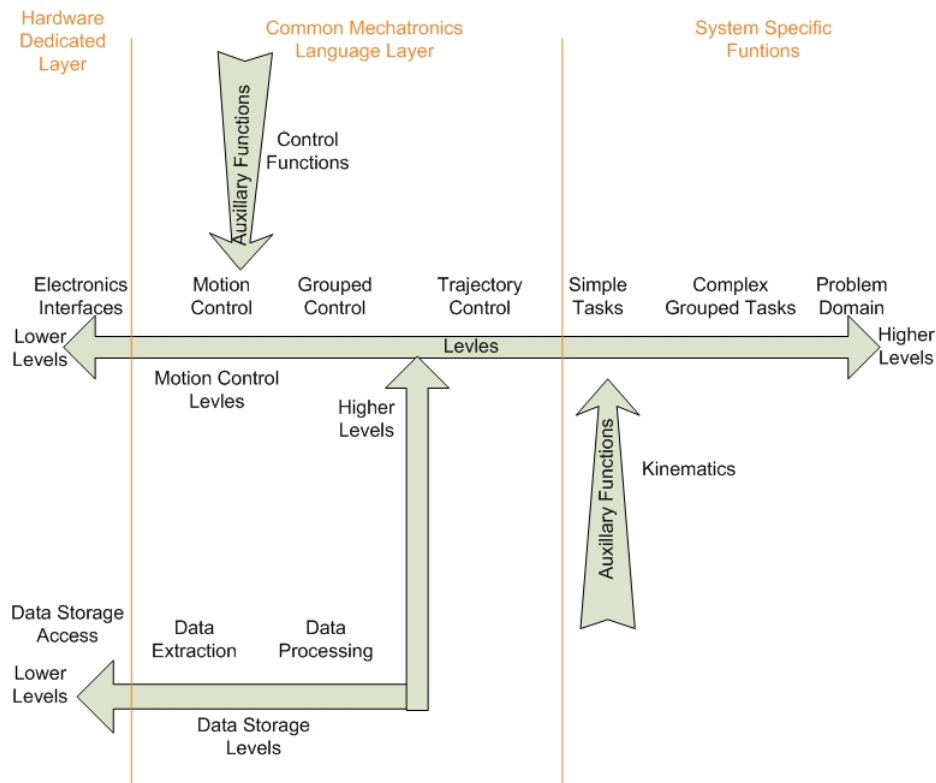 Hardware
Dedicated
Layer
Common Mechatronics
Language Layer
System Specific
Funtions
Auxillary Functions
Control
Functions
Electronics
Interfaces
Motion
Control
Grouped
Control
Trajectory
Control
Simple
Tasks
Complex
Grouped Tasks
Problem
Domain
Lower
Levels
Levles
Higher
Levels
Motion Control
Levles
Higher
Levels
Auxillary Functions
Kinematics
Data Storage
Access
Data
Extraction
Data
Processing
Lower
Levels
Data Storage
Levels